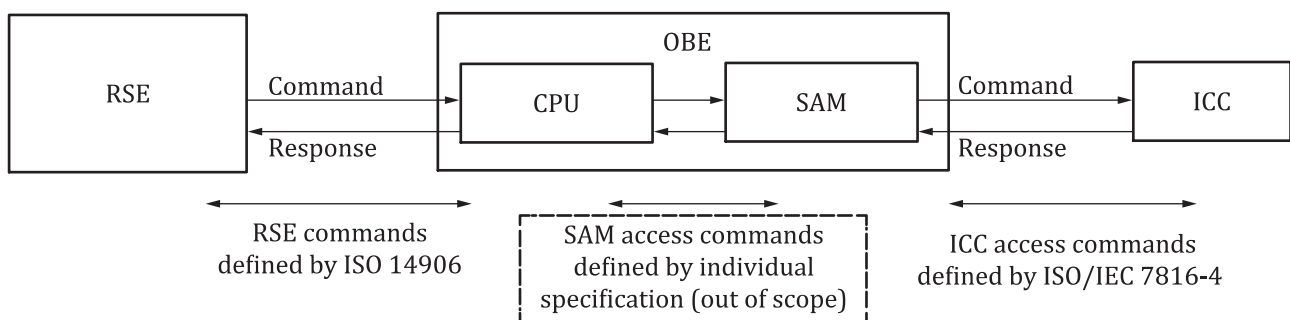 OBE
RSE
Command
CPU
SAM
Command
ICC
Response
Response
RSE commands
defined by ISO 14906
SAM access commands
defined by individual
specification (out of scope)
ICC access commands
defined by ISO/IEC 7816-4